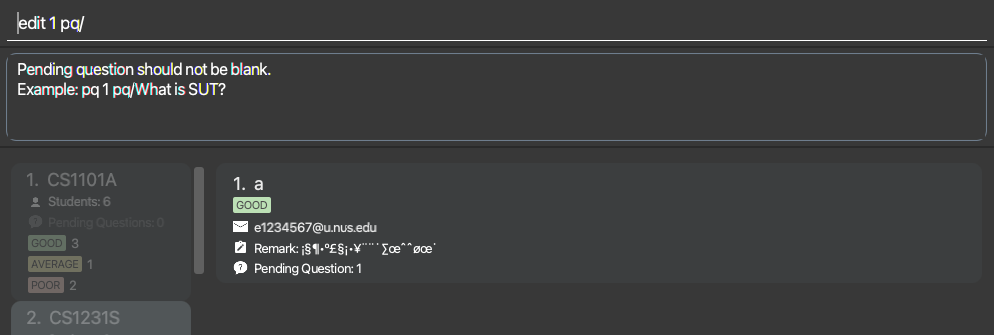 edit 1 pq/
Pending question should not be blank.
Example: pq 1 pq/What is SUT?
1. CS1101A
Students: 6
Pending Questions: 0
GOOD 3
AVERAGE 1
POOR 2
2. CS1231S
1. a
GOOD
e1234567@u.nus.edu
Remark: ¡§¶•º£§¡•¥¨¨´∑œˆˆøœ˙
Pending Question: 1